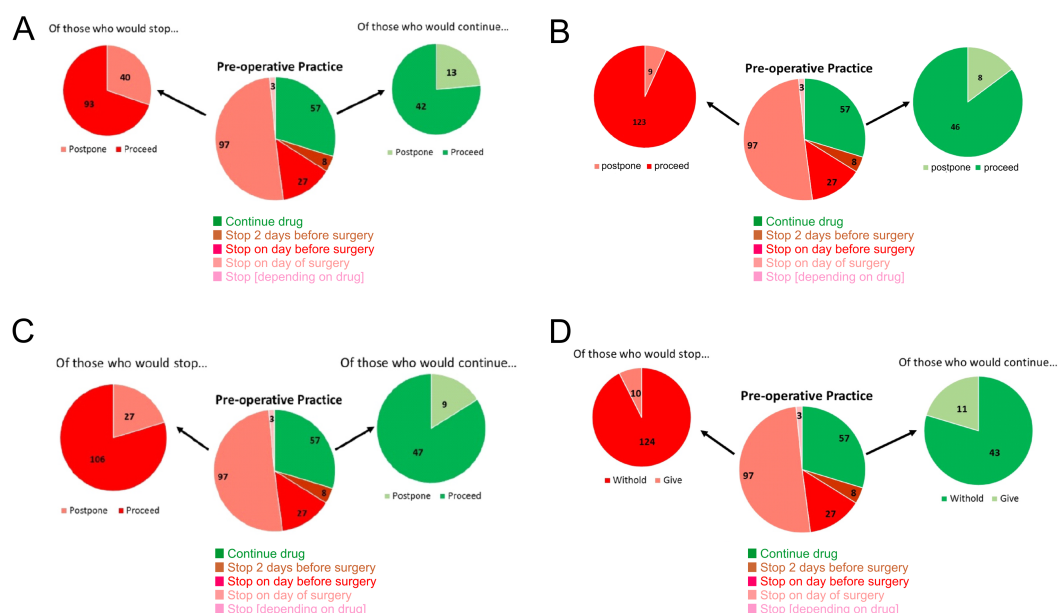 A
Of those who would stop...
40
93
Postpone Proceed
Pre-operative Practice
3
57
8
27
97
Of those who would continue...
13
42
Postpone Proceed
Continue drug
Stop 2 days before surgery
Stop on day before surgery
Stop on day of surgery
Stop [depending on drug]
B
9
123
postpone proceed
Pre-operative Practice
3
57
8
27
97
8
46
postpone proceed
Continue drug
Stop 2 days before surgery
Stop on day before surgery
Stop on day of surgery
Stop [depending on drug]
C
Of those who would stop...
27
106
Postpone Proceed
Pre-operative Practice
3
57
8
27
97
Of those who would continue...
9
47
Postpone Proceed
Continue drug
Stop 2 days before surgery
Stop on day before surgery
Stop on day of surgery
Stop [depending on drug]
D
Of those who would stop...
10
124
Withold Give
Pre-operative Practice
3
57
8
27
97
Of those who would continue...
11
43
Withold Give
Continue drug
Stop 2 days before surgery
Stop on day before surgery
Stop on day of surgery
Stop [depending on drug]